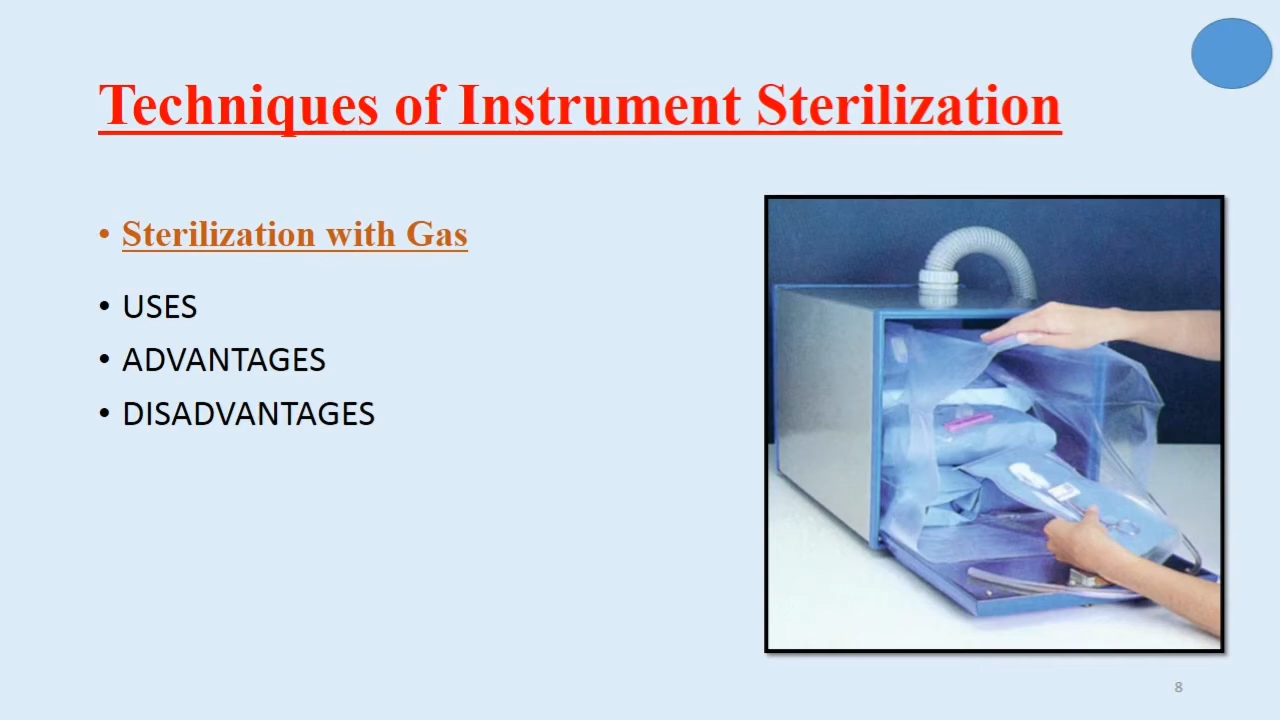 Techniques of Instrument Sterilization
• Sterilization with Gas
• USES
• ADVANTAGES
• DISADVANTAGES
8